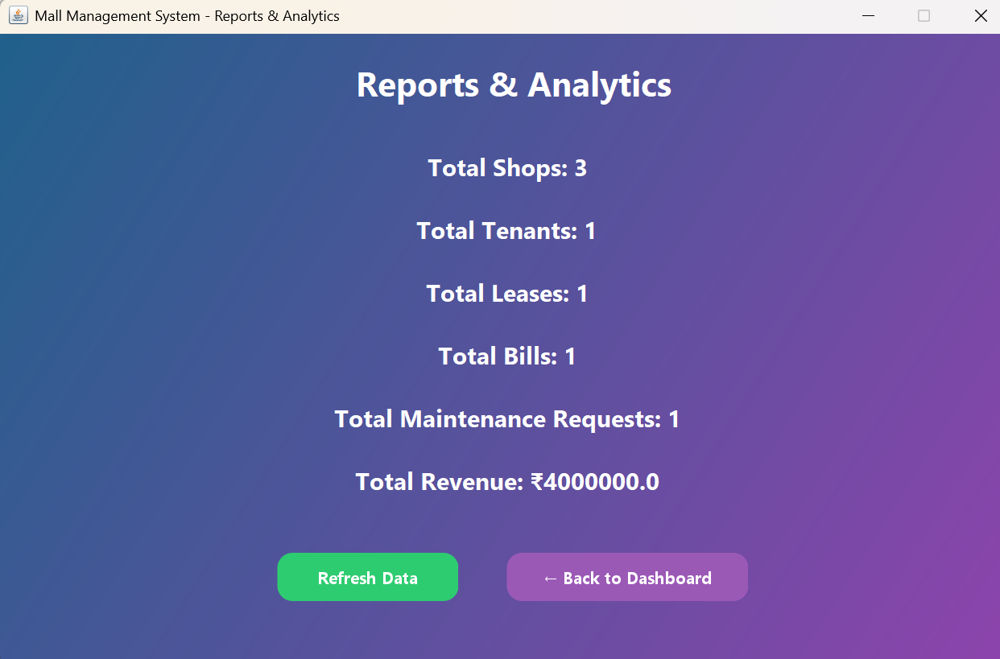 Mall Management System - Reports & Analytics
Reports & Analytics
Total Shops: 3
Total Tenants: 1
Total Leases: 1
Total Bills: 1
Total Maintenance Requests: 1
Total Revenue: ₹4000000.0
Refresh Data
← Back to Dashboard